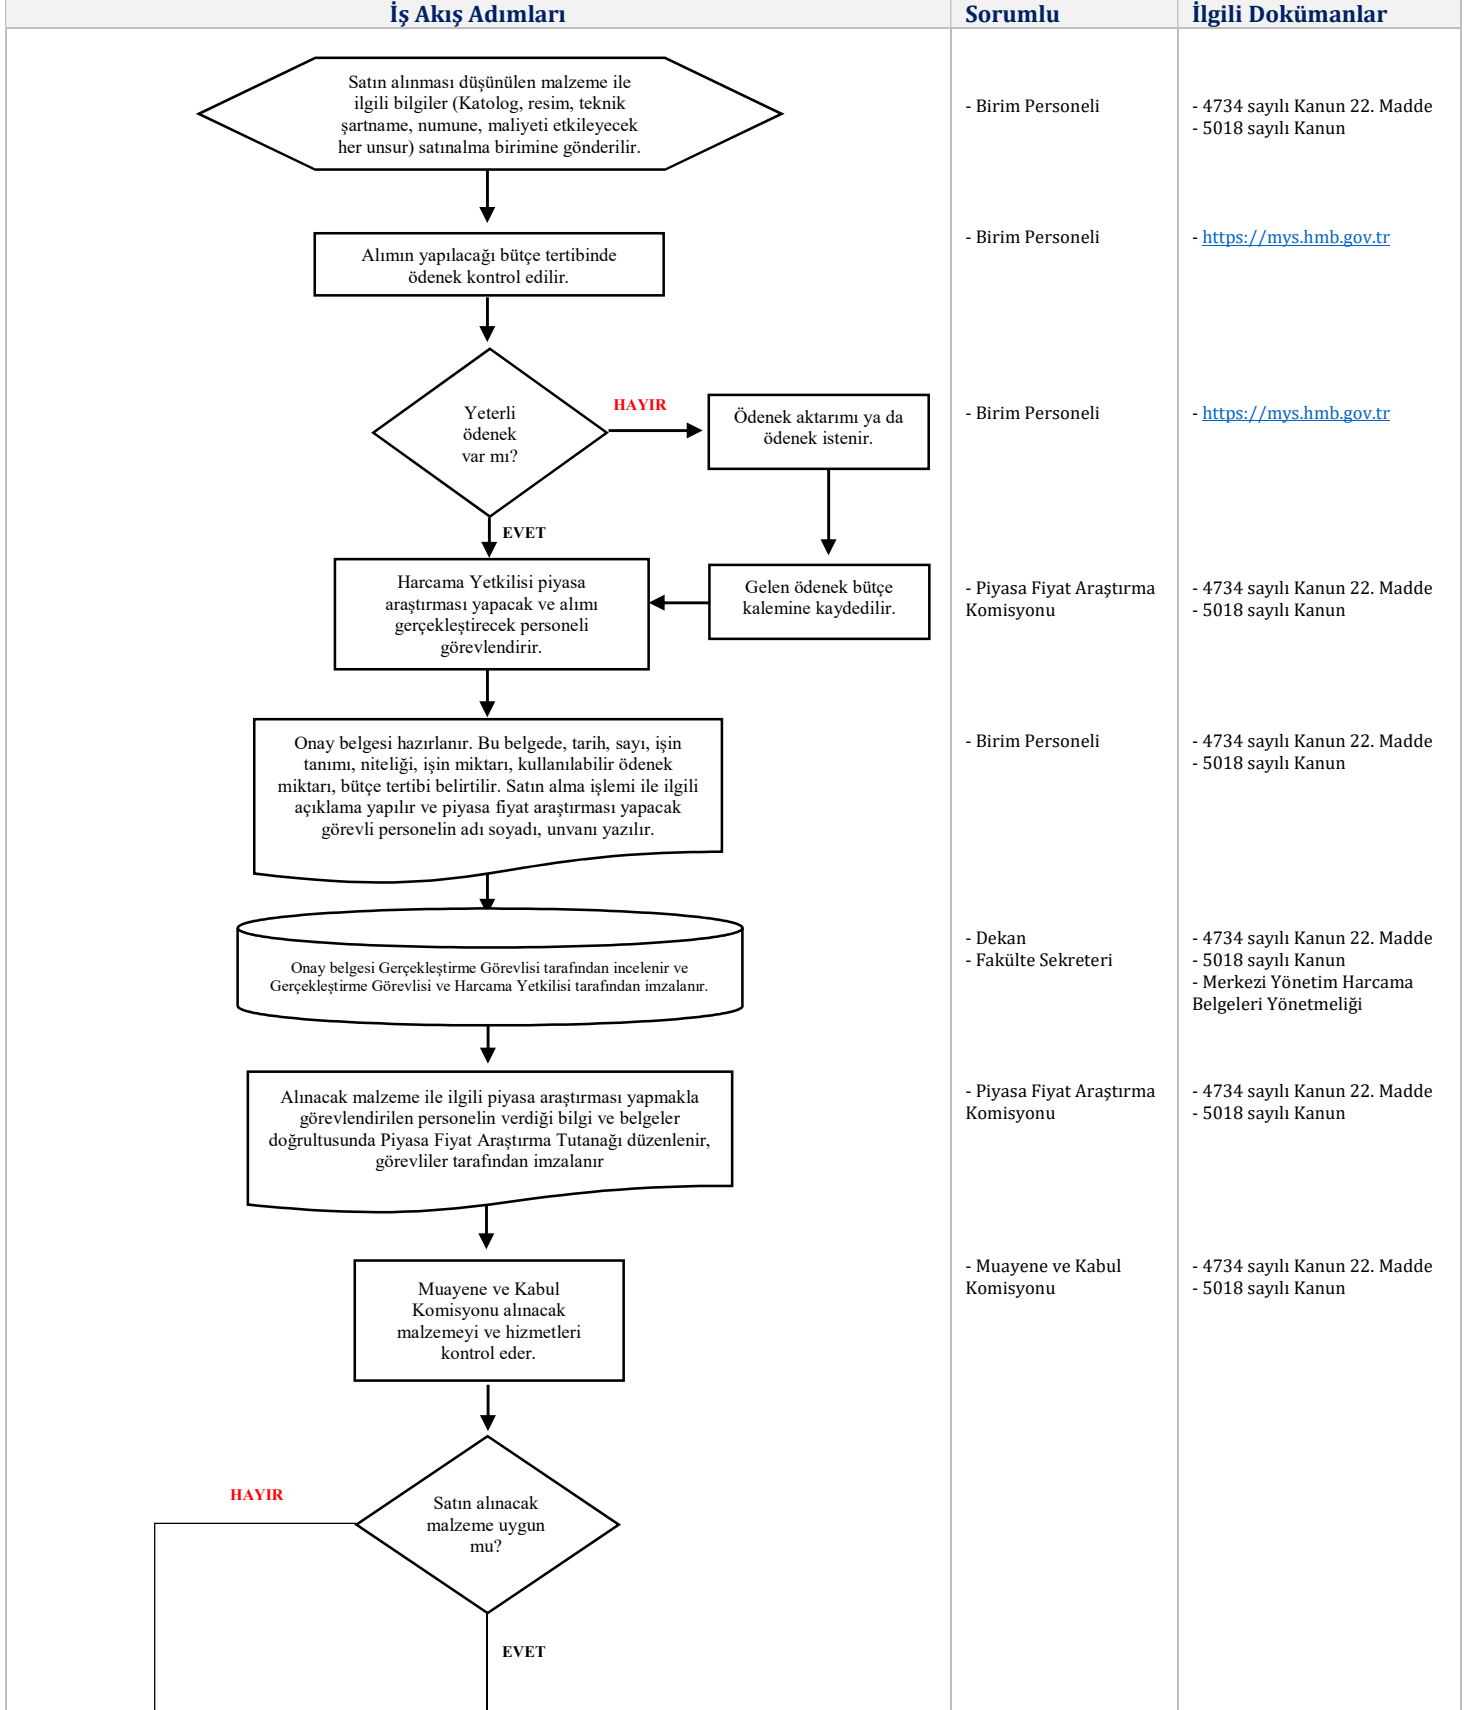 İş Akış Adımları
Sorumlu
İlgili Dokümanlar
Satın alınması düşünülen malzeme ile
ilgili bilgiler (Katolog, resim, teknik
şartname, numune, maliyeti etkileyecek
her unsur) satınalma birimine gönderilir.
- Birim Personeli
- 4734 sayılı Kanun 22. Madde
- 5018 sayılı Kanun
Alımın yapılacağı bütçe tertibinde
ödenek kontrol edilir.
- Birim Personeli
- https://mys.hmb.gov.tr
Yeterli
ödenek
var mı?
HAYIR
Ödenek aktarımı ya da
ödenek istenir.
- Birim Personeli
- https://mys.hmb.gov.tr
EVET
Harcama Yetkilisi piyasa
araştırması yapacak ve alımı
gerçekleştirecek personeli
görevlendirir.
Gelen ödenek bütçe
kalemine kaydedilir.
- Piyasa Fiyat Araştırma
Komisyonu
- 4734 sayılı Kanun 22. Madde
- 5018 sayılı Kanun
Onay belgesi hazırlanır. Bu belgede, tarih, sayı, işin
tanımı, niteliği, işin miktarı, kullanılabilir ödenek
miktarı, bütçe tertibi belirtilir. Satın alma işlemi ile ilgili
açıklama yapılır ve piyasa fiyat araştırması yapacak
görevli personelin adı soyadı, unvanı yazılır.
- Birim Personeli
- 4734 sayılı Kanun 22. Madde
- 5018 sayılı Kanun
Onay belgesi Gerçekleştirme Görevlisi tarafından incelenir ve
Gerçekleştirme Görevlisi ve Harcama Yetkilisi tarafından imzalanır.
- Dekan
- Fakülte Sekreteri
- 4734 sayılı Kanun 22. Madde
- 5018 sayılı Kanun
- Merkezi Yönetim Harcama
Belgeleri Yönetmeliği
Alınacak malzeme ile ilgili piyasa araştırması yapmakla
görevlendirilen personelin verdiği bilgi ve belgeler
doğrultusunda Piyasa Fiyat Araştırma Tutanağı düzenlenir,
görevliler tarafından imzalanır
- Piyasa Fiyat Araştırma
Komisyonu
- 4734 sayılı Kanun 22. Madde
- 5018 sayılı Kanun
Muayene ve Kabul
Komisyonu alınacak
malzemeyi ve hizmetleri
kontrol eder.
- Muayene ve Kabul
Komisyonu
- 4734 sayılı Kanun 22. Madde
- 5018 sayılı Kanun
HAYIR
Satın alınacak
malzeme uygun
mu?
EVET